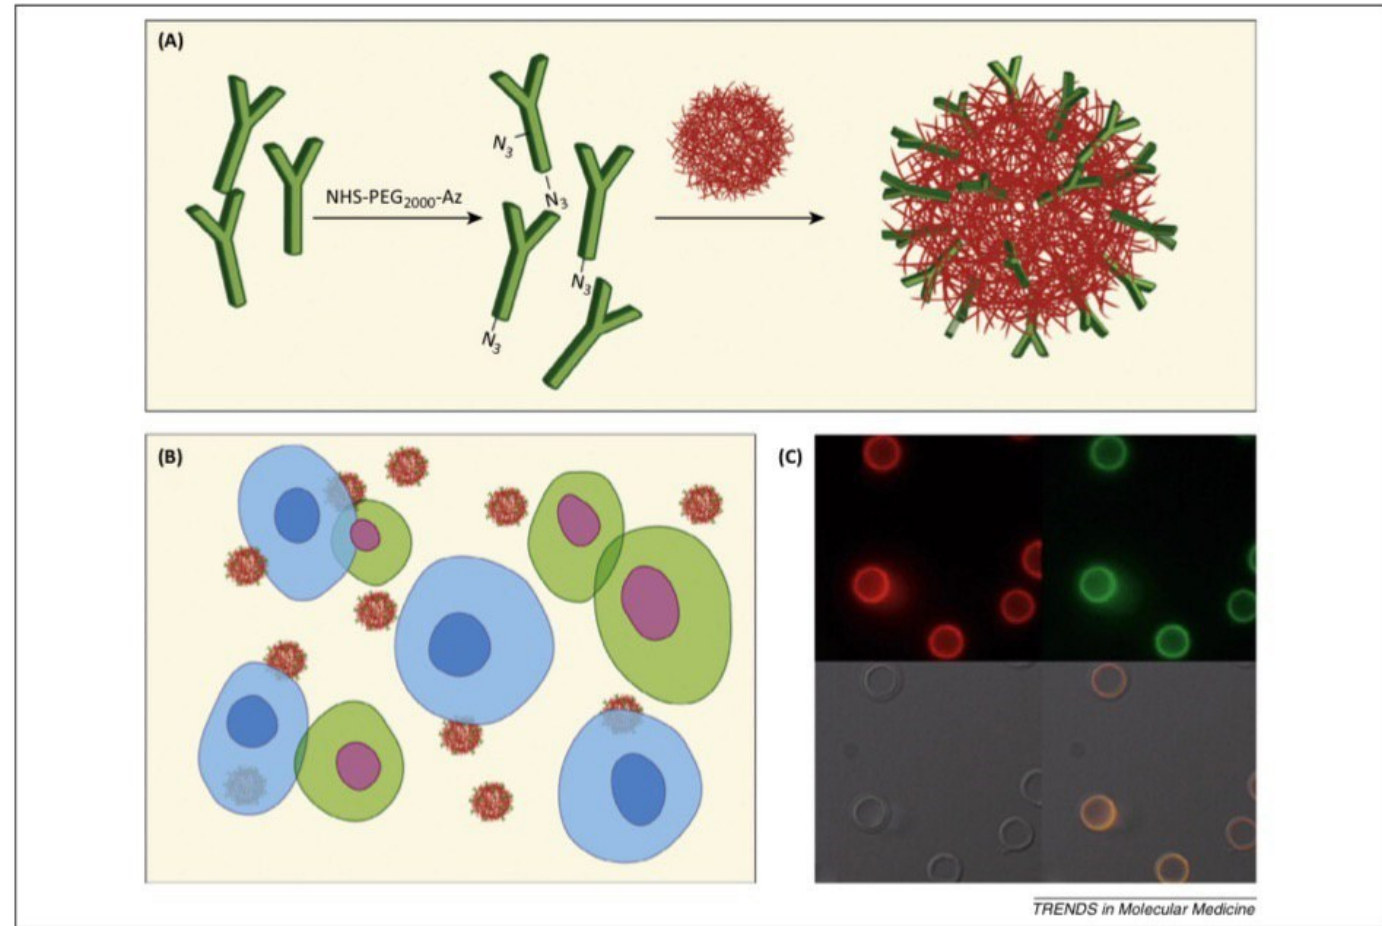 (A)
NHS-PEG2000-Az
N3
N3
N3
N3
(B)
(C)
TRENDS in Molecular Medicine